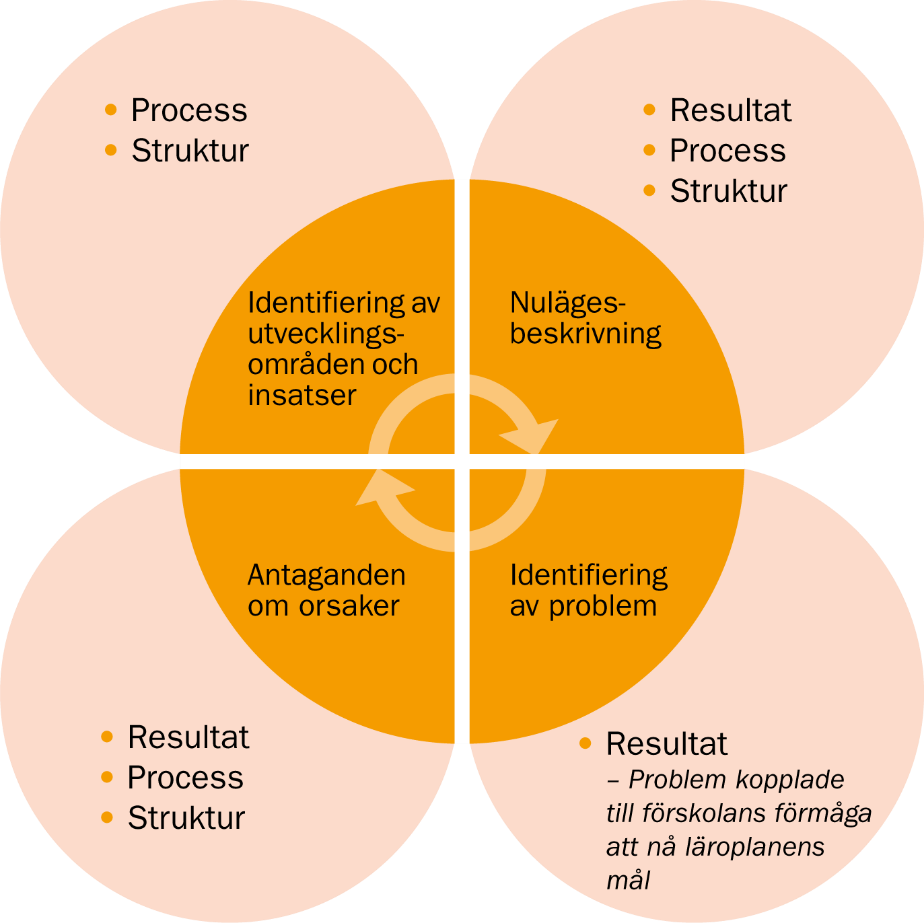 • Process
• Struktur
• Resultat
• Process
• Struktur
Identifiering av
utvecklings-
områden och
insatser
Nuläges-
beskrivning
Antaganden
om orsaker
Identifiering
av problem
• Resultat
• Process
• Struktur
• Resultat
– Problem kopplade
till förskolans förmåga
att nå läroplanens
mål